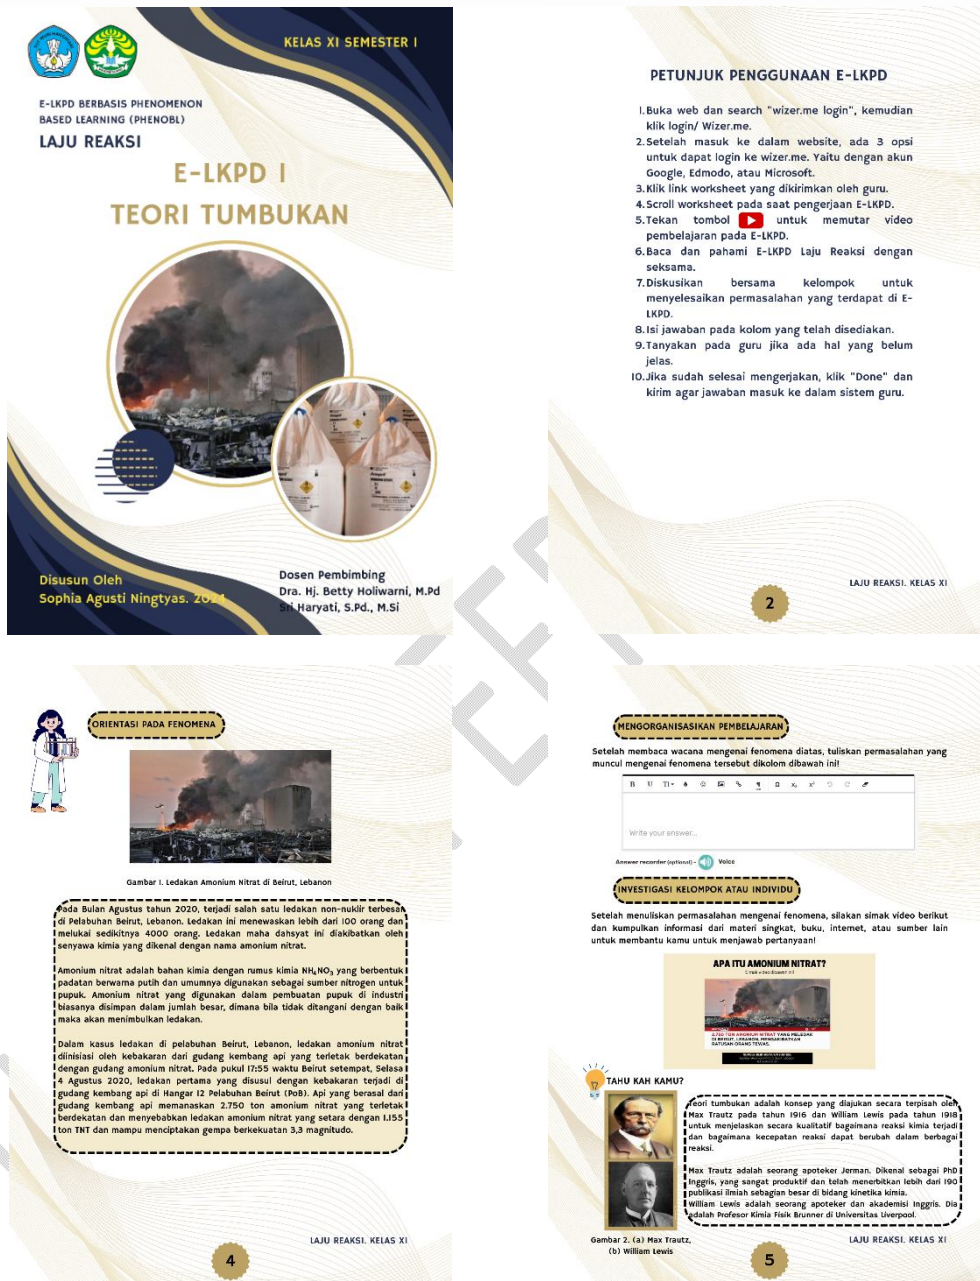 KELAS XI SEMESTER I
E-LKPD BERBASIS PHENOMENON
BASED LEARNING (PHENOBL)
LAJU REAKSI
E-LKPD I
TEORI TUMBUKAN
Disusun Oleh
Sophia Agusti Ningtyas. 2024
Dosen Pembimbing
Dra. Hj. Betty Holiwarni, M.Pd
Sri Haryati, S.Pd., M.Si
PETUNJUK PENGGUNAAN E-LKPD
1. Buka web dan search "wizer.me login", kemudian
klik login/ Wizer.me.
2. Setelah masuk ke dalam website, ada 3 opsi
untuk dapat login ke wizer.me. Yaitu dengan akun
Google, Edmodo, atau Microsoft.
3. Klik link worksheet yang dikirimkan oleh guru.
4. Scroll worksheet pada saat pengerjaan E-LKPD.
5. Tekan tombol untuk memutar video
pembelajaran pada E-LKPD.
6. Baca dan pahami E-LKPD Laju Reaksi dengan
seksama.
7. Diskusikan bersama kelompok untuk
menyelesaikan permasalahan yang terdapat di E-
LKPD.
8. Isi jawaban pada kolom yang telah disediakan.
9. Tanyakan pada guru jika ada hal yang belum
jelas.
10. Jika sudah selesai mengerjakan, klik "Done" dan
kirim agar jawaban masuk ke dalam sistem guru.
LAJU REAKSI. KELAS XI
2
ORIENTASI PADA FENOMENA
Gambar 1. Ledakan Amonium Nitrat di Beirut, Lebanon
Pada Bulan Agustus tahun 2020, terjadi salah satu ledakan non-nuklir terbesar
di Pelabuhan Beirut, Lebanon. Ledakan ini menewaskan lebih dari 100 orang dan
melukai sedikitnya 4000 orang. Ledakan maha dahsyat ini diakibatkan oleh
senyawa kimia yang dikenal dengan nama amonium nitrat.
Amonium nitrat adalah bahan kimia dengan rumus kimia NH₄NO₃ yang berbentuk
padatan berwarna putih dan umumnya digunakan sebagai sumber nitrogen untuk
pupuk. Amonium nitrat yang digunakan dalam pembuatan pupuk di industri
biasanya disimpan dalam jumlah besar, dimana bila tidak ditangani dengan baik
maka akan menimbulkan ledakan.
Dalam kasus ledakan di pelabuhan Beirut, Lebanon, ledakan amonium nitrat
diinisiasi oleh kebakaran dari gudang kembang api yang terletak berdekatan
dengan gudang amonium nitrat. Pada pukul 17:55 waktu Beirut setempat, Selasa
4 Agustus 2020, ledakan pertama yang disusul dengan kebakaran terjadi di
gudang kembang api di Hangar 12 Pelabuhan Beirut (PoB). Api yang berasal dari
gudang kembang api memanaskan 2.750 ton amonium nitrat yang terletak
berdekatan dan menyebabkan ledakan amonium nitrat yang setara dengan 1.155
ton TNT dan mampu menciptakan gempa berkekuatan 3,3 magnitudo.
LAJU REAKSI. KELAS XI
4
MENGORGANISASIKAN PEMBELAJARAN
Setelah membaca wacana mengenai fenomena diatas, tuliskan permasalahan yang
muncul mengenai fenomena tersebut dikolom dibawah ini!
Write your answer...
Answer recorder (optional) - Voice
INVESTIGASI KELOMPOK ATAU INDIVIDU
Setelah menuliskan permasalahan mengenai fenomena, silakan simak video berikut
dan kumpulkan informasi dari materi singkat, buku, internet, atau sumber lain
untuk membantu kamu untuk menjawab pertanyaan!
APA ITU AMONIUM NITRAT?
2.750 TON AMONIUM NITRAT YANG MELEDAK
DI BEIRUT, LEBANON, MENGAKIBATKAN
RATUSAN ORANG TEWAS.
TAHU KAH KAMU?
Teori tumbukan adalah konsep yang diajukan secara terpisah oleh
Max Trautz pada tahun 1916 dan William Lewis pada tahun 1918
untuk menjelaskan secara kualitatif bagaimana reaksi kimia terjadi
dan bagaimana kecepatan reaksi dapat berubah dalam berbagai
reaksi.
Max Trautz adalah seorang apoteker Jerman. Dikenal sebagai PhD
Inggris, yang sangat produktif dan telah menerbitkan lebih dari 190
publikasi ilmiah sebagian besar di bidang kinetika kimia.
William Lewis adalah seorang apoteker dan akademisi Inggris. Dia
adalah Profesor Kimia Fisik Brunner di Universitas Liverpool.
Gambar 2. (a) Max Trautz,
(b) William Lewis
LAJU REAKSI. KELAS XI
5